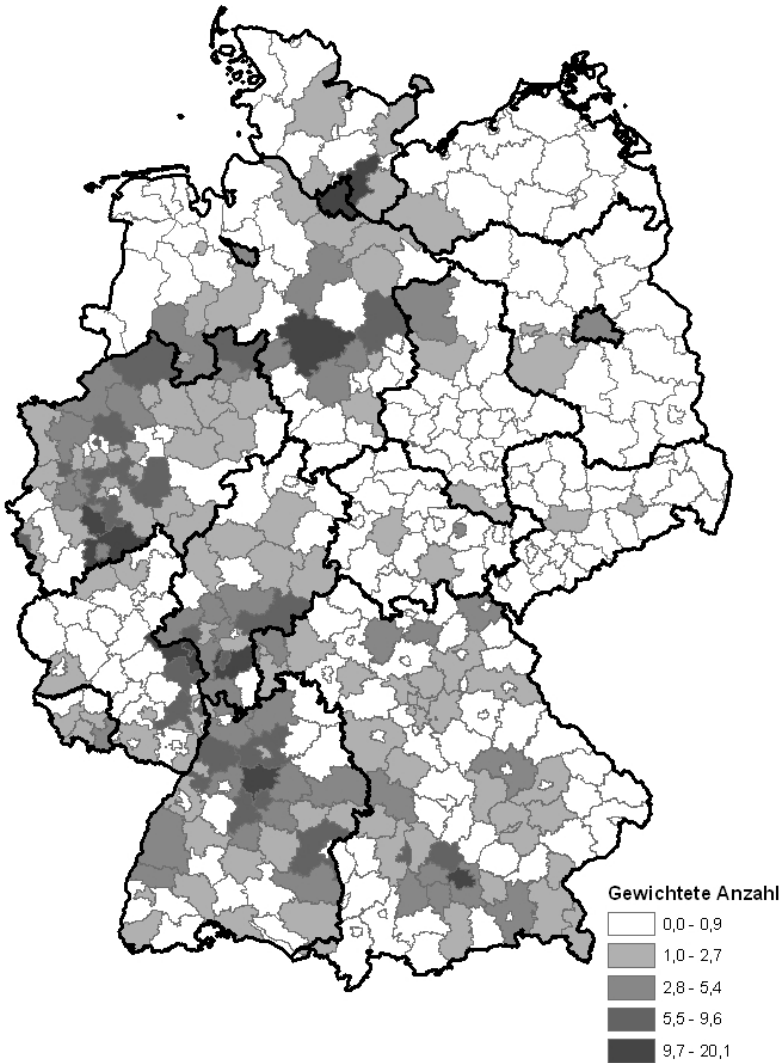 Gewichtete Anzahl
0,0 - 0,9
1,0 - 2,7
2,8 - 5,4
5,5 - 9,6
9,7 - 20,1